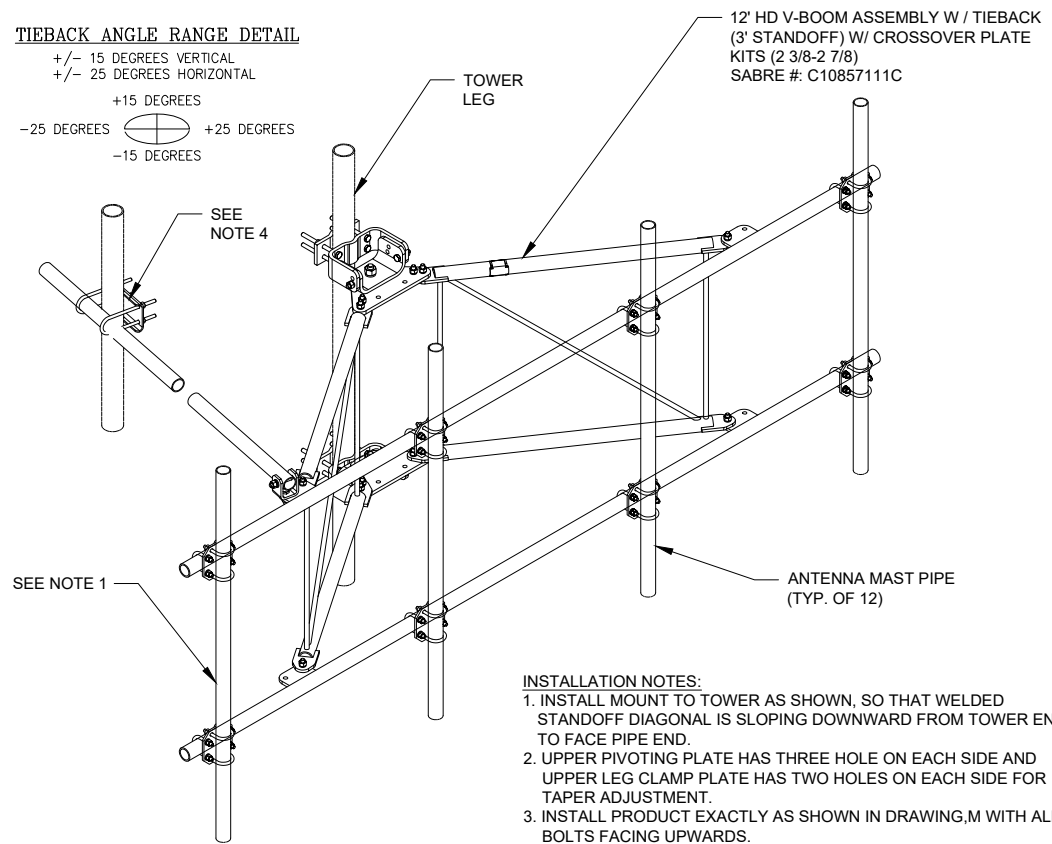 TIEBACK ANGLE RANGE DETAIL
+/- 15 DEGREES VERTICAL
+/- 25 DEGREES HORIZONTAL
+15 DEGREES
-25 DEGREES
+25 DEGREES
-15 DEGREES
12' HD V-BOOM ASSEMBLY W / TIEBACK
(3' STANDOFF) W/ CROSSOVER PLATE
KITS (2 3/8-2 7/8)
SABRE #: C10857111C
TOWER
LEG
SEE
NOTE 4
SEE NOTE 1
ANTENNA MAST PIPE
(TYP. OF 12)
INSTALLATION NOTES:
1. INSTALL MOUNT TO TOWER AS SHOWN, SO THAT WELDED
STANDOFF DIAGONAL IS SLOPING DOWNWARD FROM TOWER EN
TO FACE PIPE END.
2. UPPER PIVOTING PLATE HAS THREE HOLE ON EACH SIDE AND
UPPER LEG CLAMP PLATE HAS TWO HOLES ON EACH SIDE FOR
TAPER ADJUSTMENT.
3. INSTALL PRODUCT EXACTLY AS SHOWN IN DRAWING,M WITH AL
BOLTS FACING UPWARDS.